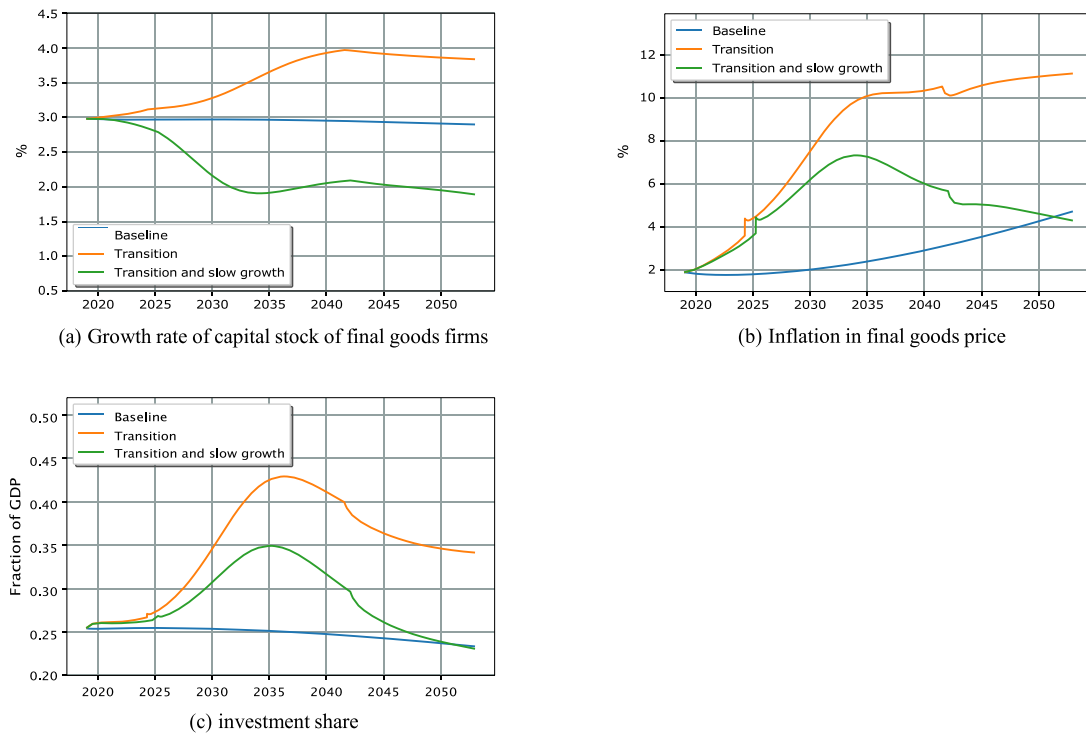 4.5
4.0
3.5
3.0
2.5
2.0
1.5
1.0
0.5
%
Baseline
Transition
Transition and slow growth
2020 2025 2030 2035 2040 2045 2050
(a) Growth rate of capital stock of final goods firms
12
10
8
6
4
2
%
Baseline
Transition
Transition and slow growth
2020 2025 2030 2035 2040 2045 2050
(b) Inflation in final goods price
0.50
0.45
0.40
0.35
0.30
0.25
0.20
Fraction of GDP
Baseline
Transition
Transition and slow growth
2020 2025 2030 2035 2040 2045 2050
(c) investment share